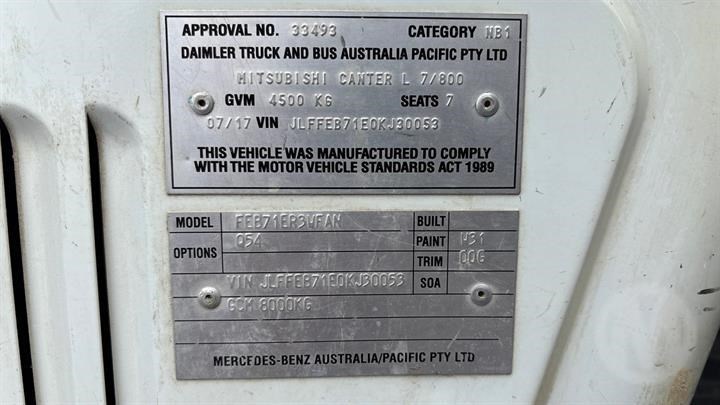 APPROVAL NO. 33493 CATEGORY NB1
DAIMLER TRUCK AND BUS AUSTRALIA PACIFIC PTY LTD
MITSUBISHI CANTER L 7/800
GVM 4500 KG SEATS 7
07/17 VIN JLFFEB71E0KJ30053
THIS VEHICLE WAS MANUFACTURED TO COMPLY
WITH THE MOTOR VEHICLE STANDARDS ACT 1989
MODEL FEB71ER3WFAN BUILT
OPTIONS 054 PAINT W31
TRIM 00G
VIN JLFFEB71E0KJ30053 SOA
GCM 8000KG
MERCEDES-BENZ AUSTRALIA/PACIFIC PTY LTD